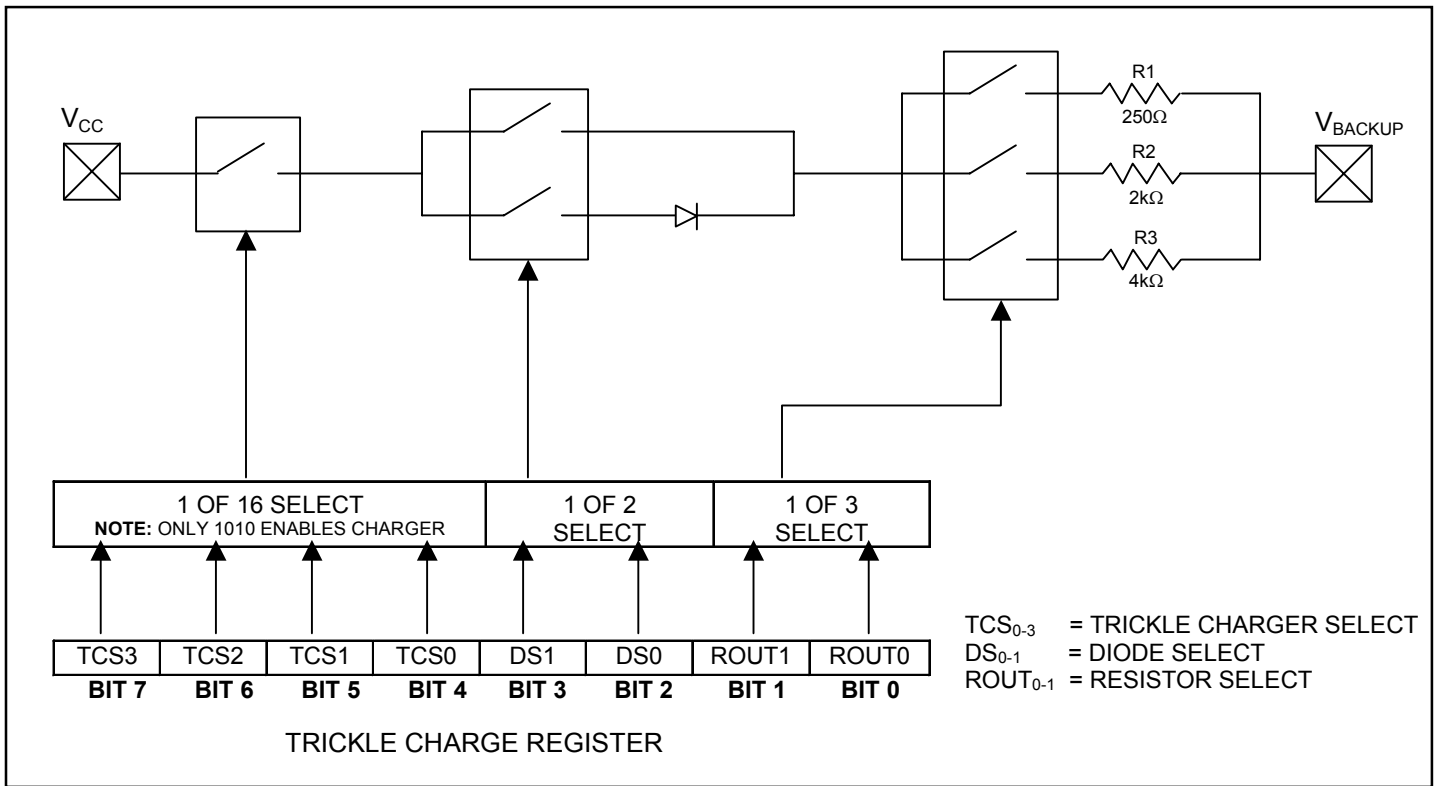 V_CC
R1
250Ω
V_BACKUP
R2
2kΩ
R3
4kΩ
1 OF 16 SELECT
NOTE: ONLY 1010 ENABLES CHARGER
1 OF 2
SELECT
1 OF 3
SELECT
TCS3 TCS2 TCS1 TCS0 DS1 DS0 ROUT1 ROUT0
BIT 7 BIT 6 BIT 5 BIT 4 BIT 3 BIT 2 BIT 1 BIT 0
TCS0-3 = TRICKLE CHARGER SELECT
DS0-1 = DIODE SELECT
ROUT0-1 = RESISTOR SELECT
TRICKLE CHARGE REGISTER